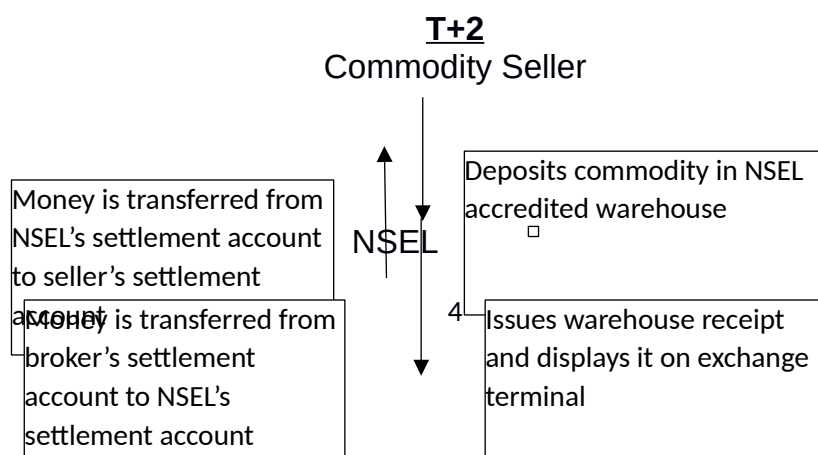 T+2
Commodity Seller
Deposits commodity in NSEL
accredited warehouse
Money is transferred from
NSEL’s settlement account
to seller’s settlement
account
NSEL
Money is transferred from
broker’s settlement
account to NSEL’s
settlement account
4
Issues warehouse receipt
and displays it on exchange
terminal